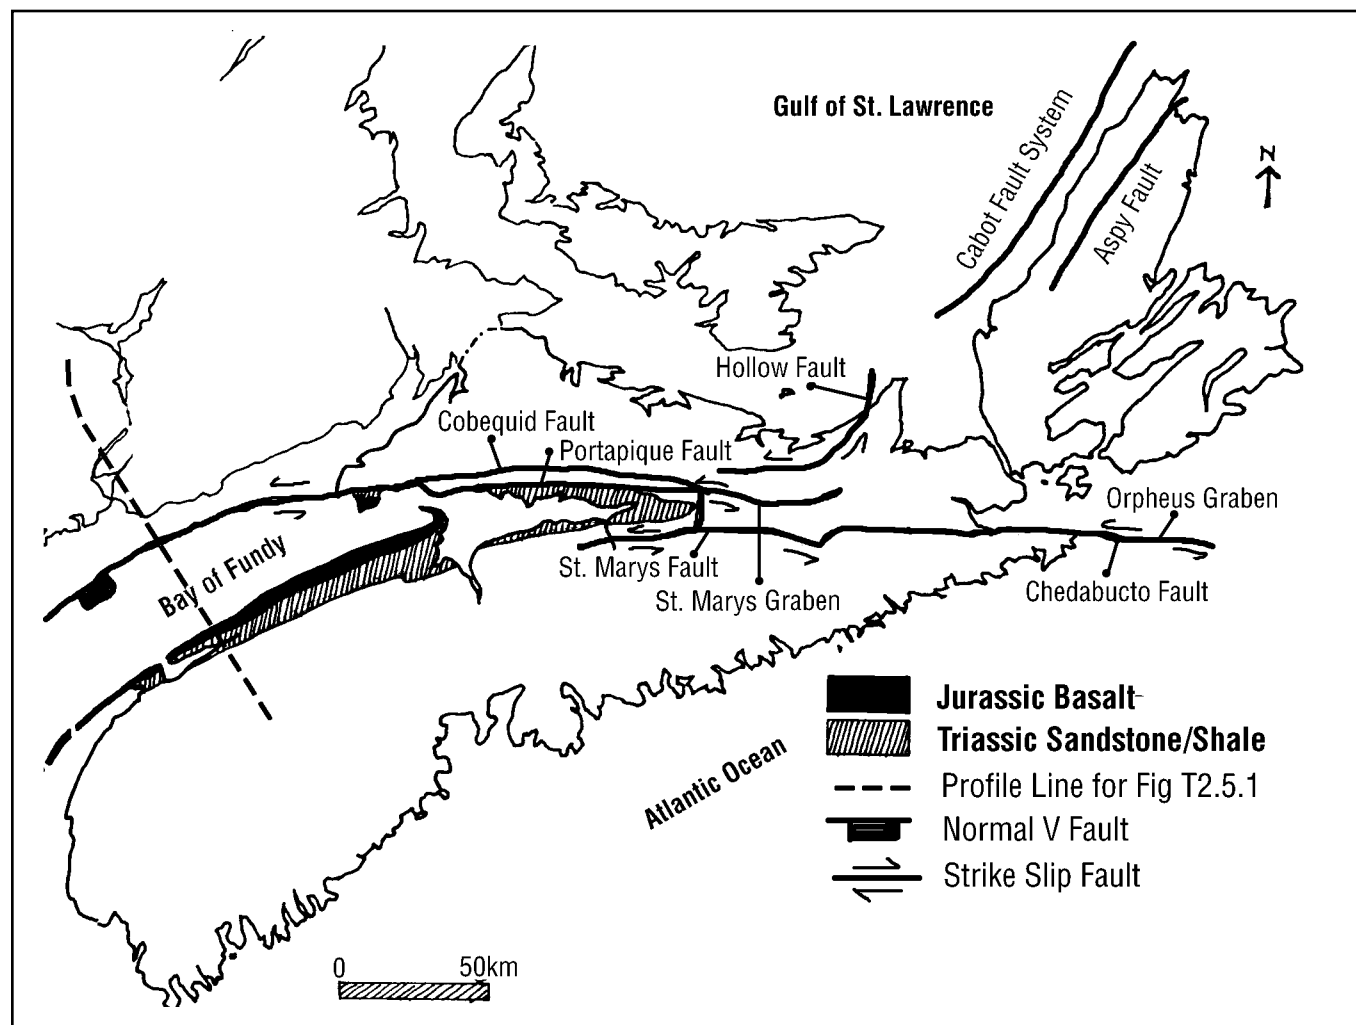 Gulf of St. Lawrence
N
Cabot Fault System
Aspy Fault
Hollow Fault
Cobequid Fault
Portapique Fault
Orpheus Graben
Bay of Fundy
St. Marys Fault
St. Marys Graben
Chedabucto Fault
Atlantic Ocean
Jurassic Basalt
Triassic Sandstone/Shale
Profile Line for Fig T2.5.1
Normal V Fault
Strike Slip Fault
0 50km